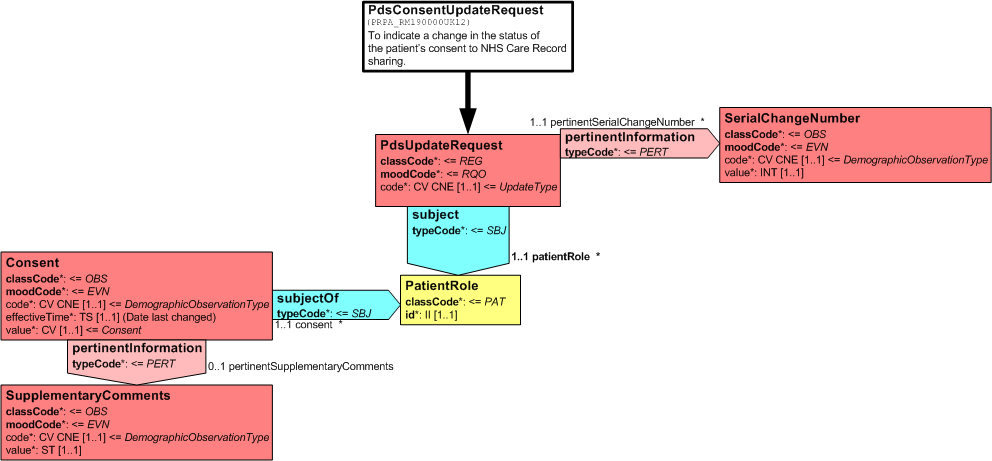 PdsConsentUpdateRequest
(PRPA_RM190000UK12)
To indicate a change in the status of
the patient's consent to NHS Care Record
sharing.
1..1 pertinentSerialChangeNumber *
PdsUpdateRequest
classCode*: <= REG
moodCode*: <= RQO
code*: CV CNE [1..1] <= UpdateType
pertinentInformation
typeCode*: <= PERT
SerialChangeNumber
classCode*: <= OBS
moodCode*: <= EVN
code*: CV CNE [1..1] <= DemographicObservationType
value*: INT [1..1]
subject
typeCode*: <= SBJ
1..1 patientRole *
Consent
classCode*: <= OBS
moodCode*: <= EVN
code*: CV CNE [1..1] <= DemographicObservationType
effectiveTime*: TS [1..1] (Date last changed)
value*: CV [1..1] <= Consent
subjectOf
typeCode*: <= SBJ
1..1 consent *
PatientRole
classCode*: <= PAT
id*: II [1..1]
pertinentInformation
typeCode*: <= PERT
0..1 pertinentSupplementaryComments
SupplementaryComments
classCode*: <= OBS
moodCode*: <= EVN
code*: CV CNE [1..1] <= DemographicObservationType
value*: ST [1..1]